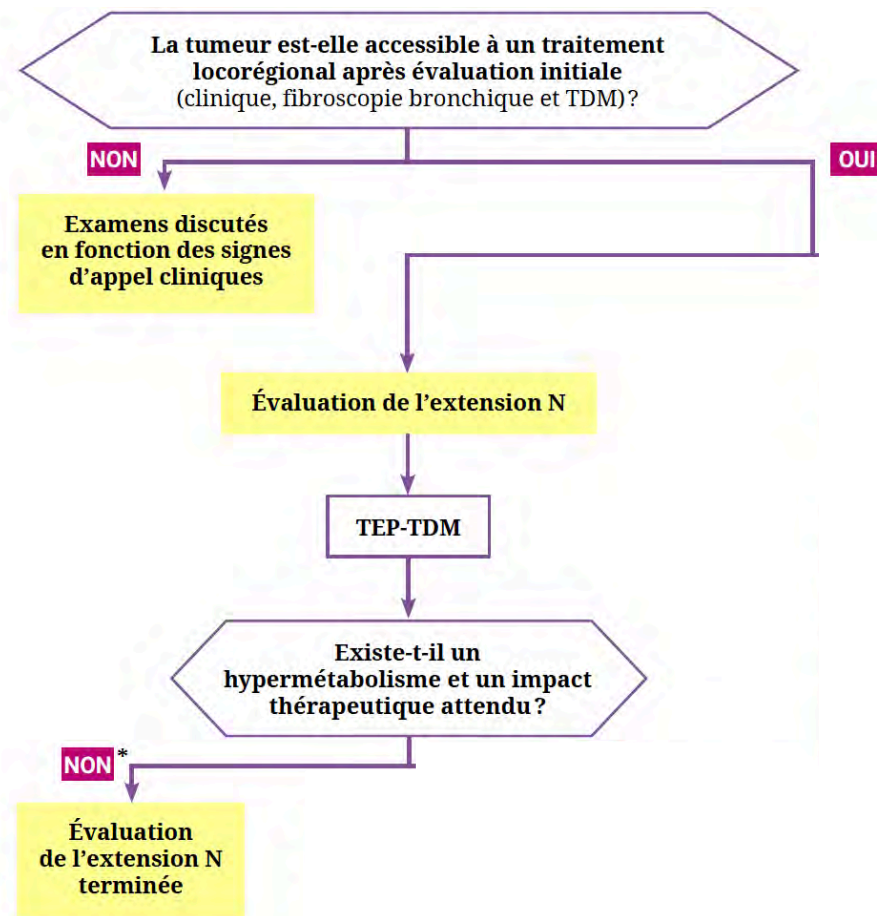 La tumeur est-elle accessible à un traitement
locorégional après évaluation initiale
(clinique, fibroscopie bronchique et TDM) ?
NON
OUI
Examens discutés
en fonction des signes
d’appel cliniques
Évaluation de l’extension N
TEP-TDM
Existe-t-il un
hypermétabolisme et un impact
thérapeutique attendu ?
NON *
Évaluation
de l’extension N
terminée